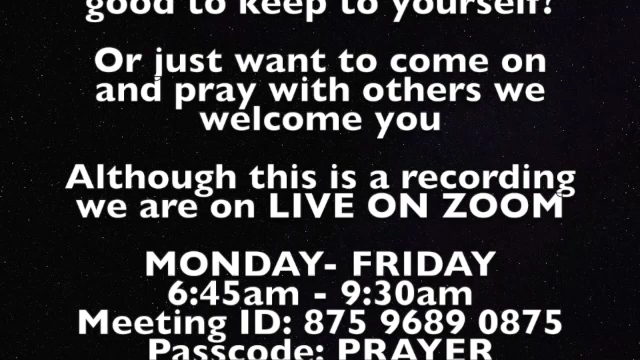 good to keep to yourself?
Or just want to come on
and pray with others we
welcome you
Although this is a recording
we are on LIVE ON ZOOM
MONDAY- FRIDAY
6:45am - 9:30am
Meeting ID: 875 9689 0875
Passcode: PRAYER